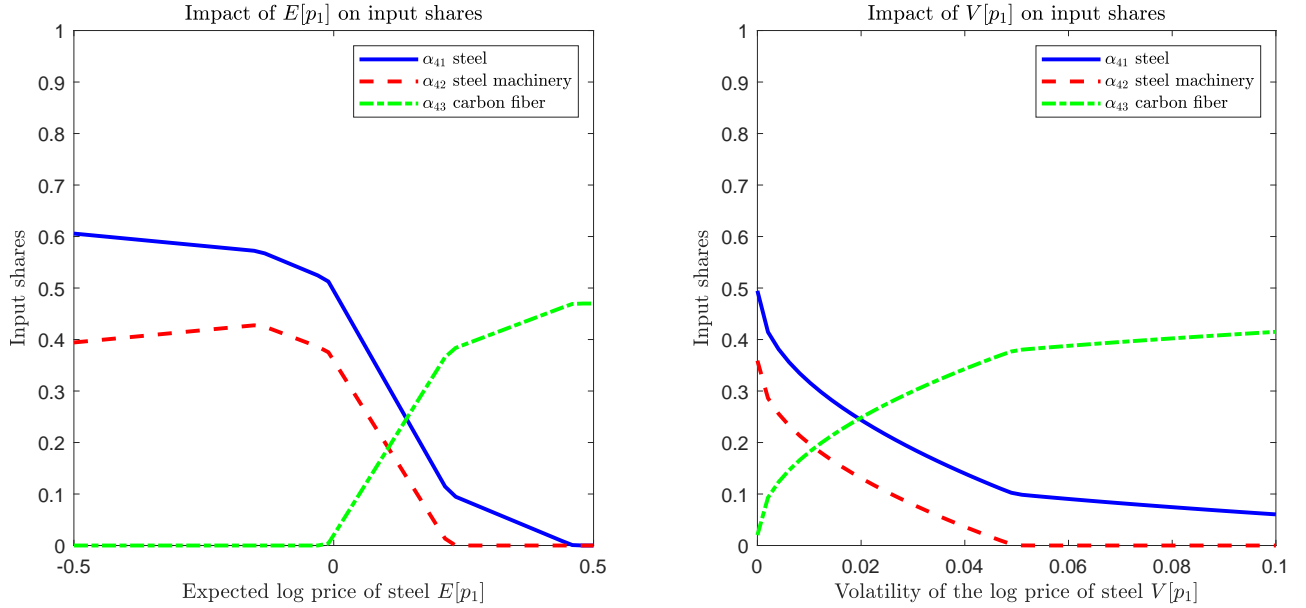 Impact of E[p₁] on input shares
1
0.9
0.8
0.7
0.6
0.5
0.4
0.3
0.2
0.1
0
Input shares
α₄₁ steel
α₄₂ steel machinery
α₄₃ carbon fiber
-0.5
0
0.5
Expected log price of steel E[p₁]
Impact of V[p₁] on input shares
1
0.9
0.8
0.7
0.6
0.5
0.4
0.3
0.2
0.1
0
Input shares
α₄₁ steel
α₄₂ steel machinery
α₄₃ carbon fiber
0
0.02
0.04
0.06
0.08
0.1
Volatility of the log price of steel V[p₁]